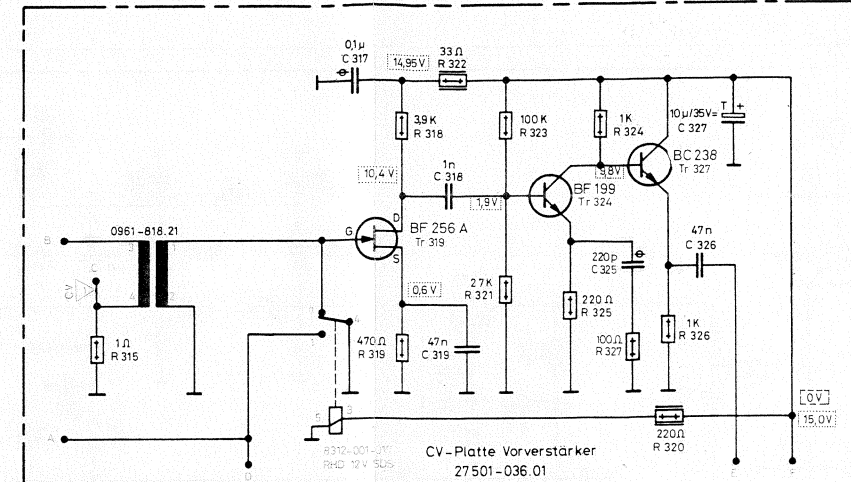 0,1µ
C 317
14,95V
33Ω
R 322
3,9K
R 318
100K
R 323
1K
R 324
10µ/35V=
T +
C 327
10,4V
1n
C 318
1,9V
9,8V
BC 238
Tr 327
BF 199
Tr 324
0961-818.21
B
G
D
S
BF 256 A
Tr 319
47n
C 326
220p
C 325
0,6V
27K
R 321
CV
C
1Ω
R 315
470Ω
R 319
47n
C 319
220Ω
R 325
100Ω
R 327
1K
R 326
0V
15,0V
A
5
3
220Ω
R 320
RHD 12V SDS
CV-Platte Vorverstärker
27501-036.01
D
E
F